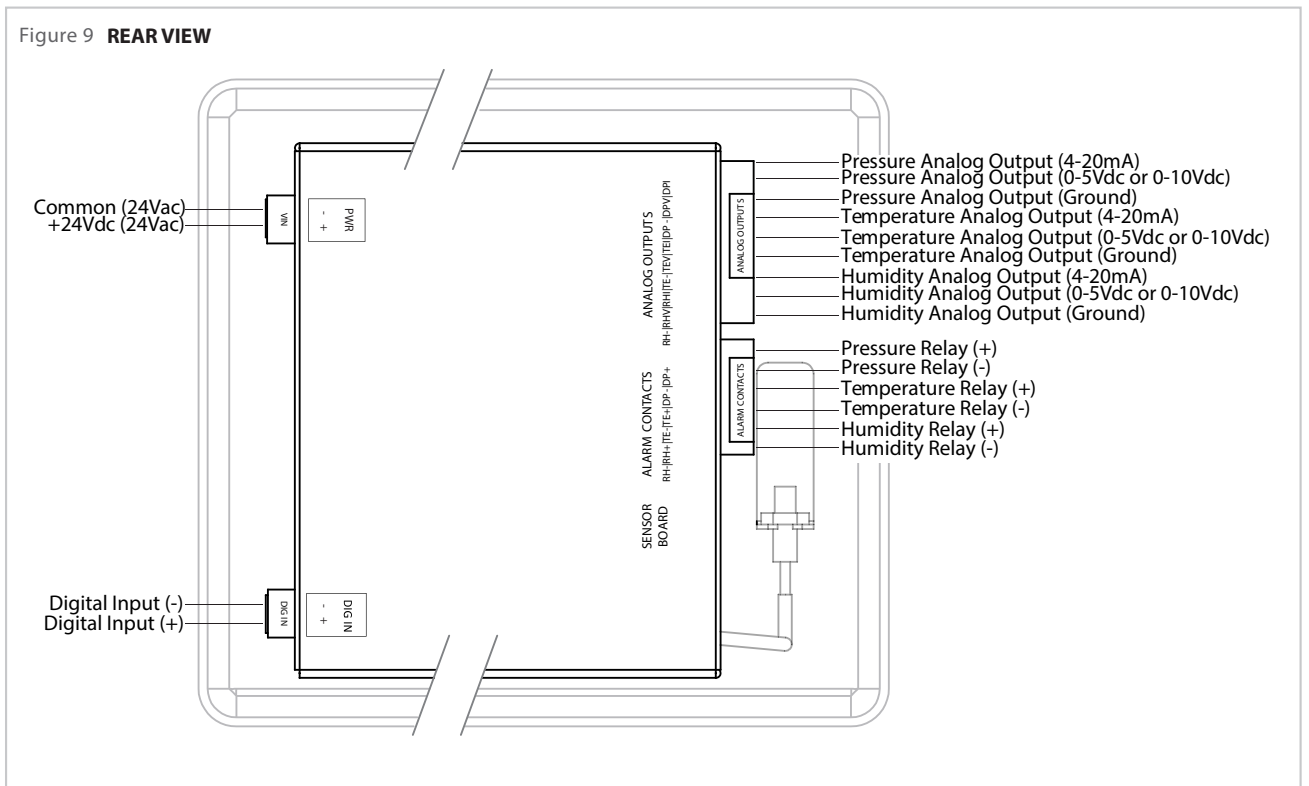 Figure 9 REAR VIEW
Common (24Vac)
+24Vdc (24Vac)
VIN
PWR
- +
Digital Input (-)
Digital Input (+)
DIG IN
DIG IN
- +
ANALOG OUTPUTS
RH-|RHV|RHI|TE-|TEV|TEI|DP-|DPV|DPI
ALARM CONTACTS
RH-|RH+|TE-|TE+|DP-|DP+
SENSOR
BOARD
ANALOG OUTPUTS
ALARM CONTACTS
Pressure Analog Output (4-20mA)
Pressure Analog Output (0-5Vdc or 0-10Vdc)
Pressure Analog Output (Ground)
Temperature Analog Output (4-20mA)
Temperature Analog Output (0-5Vdc or 0-10Vdc)
Temperature Analog Output (Ground)
Humidity Analog Output (4-20mA)
Humidity Analog Output (0-5Vdc or 0-10Vdc)
Humidity Analog Output (Ground)
Pressure Relay (+)
Pressure Relay (-)
Temperature Relay (+)
Temperature Relay (-)
Humidity Relay (+)
Humidity Relay (-)